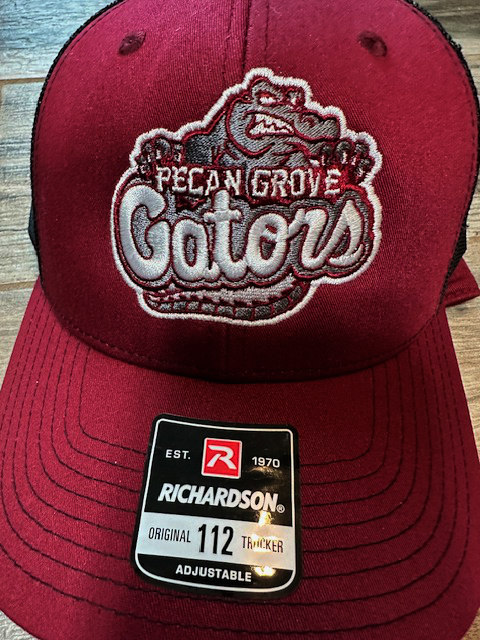 PECAN GROVE
Gators
EST. R 1970
RICHARDSON®
ORIGINAL 112 TRUCKER
ADJUSTABLE